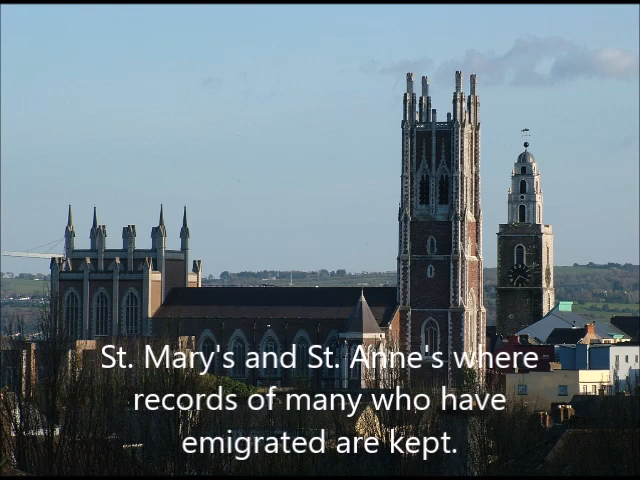 St. Mary's and St. Anne's where
records of many who have
emigrated are kept.